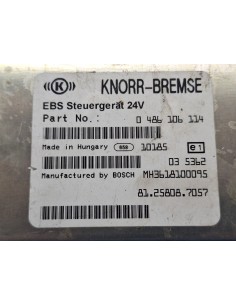 K KNORR-BREMSE
EBS Steuergerät 24V
Part No.: 0 486 106 114
Made in Hungary 858 10185 e1
03 5362
Manufactured by BOSCH MH3618100095
81.25808.7057